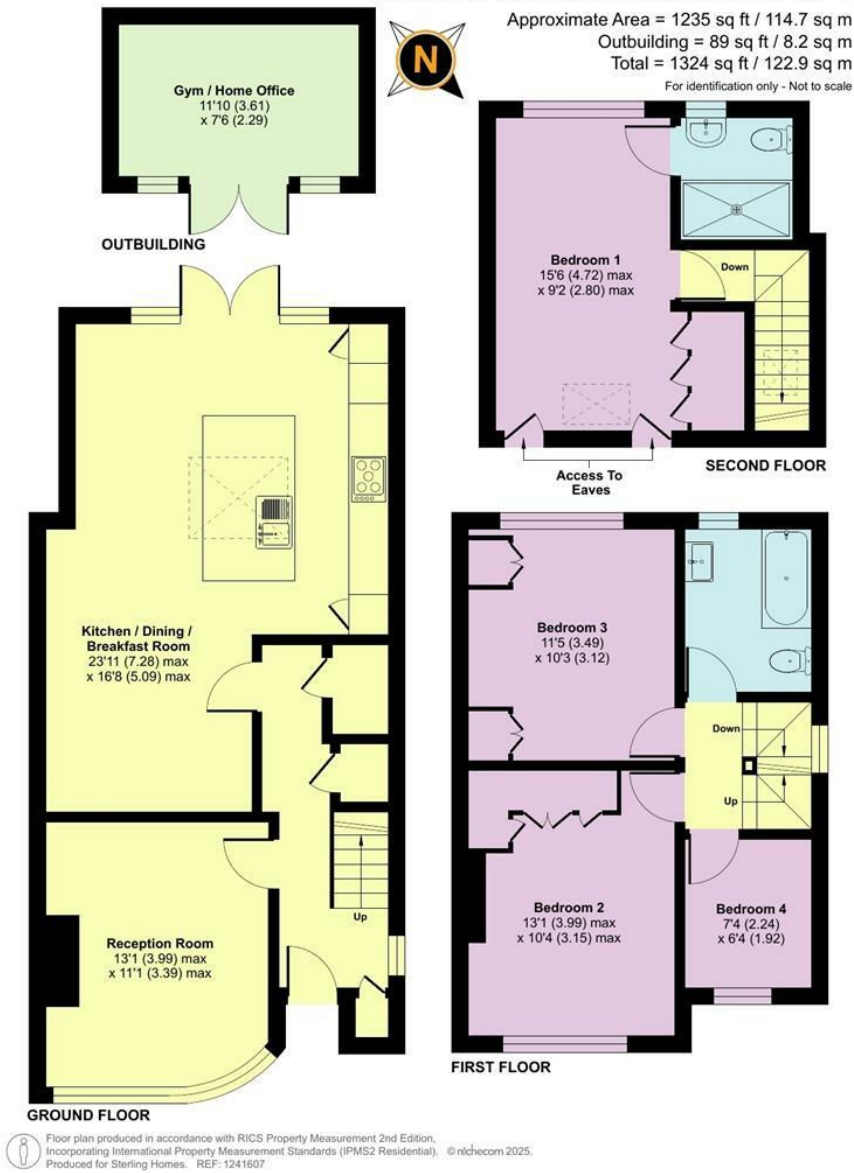 Approximate Area = 1235 sq ft / 114.7 sq m
Outbuilding = 89 sq ft / 8.2 sq m
Total = 1324 sq ft / 122.9 sq m
For identification only - Not to scale
N
Gym / Home Office
11'10 (3.61)
x 7'6 (2.29)
OUTBUILDING
Bedroom 1
15'6 (4.72) max
x 9'2 (2.80) max
Down
Access To
Eaves
SECOND FLOOR
Kitchen / Dining /
Breakfast Room
23'11 (7.28) max
x 16'8 (5.09) max
Up
Reception Room
13'1 (3.99) max
x 11'1 (3.39) max
GROUND FLOOR
Bedroom 3
11'5 (3.49)
x 10'3 (3.12)
Down
Up
Bedroom 2
13'1 (3.99) max
x 10'4 (3.15) max
Bedroom 4
7'4 (2.24)
x 6'4 (1.92)
FIRST FLOOR
Floor plan produced in accordance with RICS Property Measurement 2nd Edition,
Incorporating International Property Measurement Standards (IPMS2 Residential). © nichecom 2025.
Produced for Sterling Homes. REF: 1241607